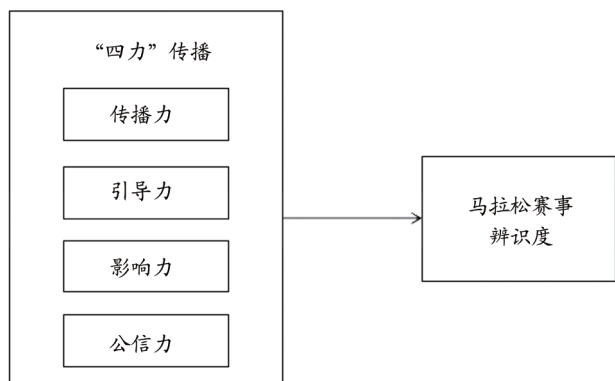 “四力”传播
传播力
引导力
影响力
公信力
马拉松赛事
辨识度